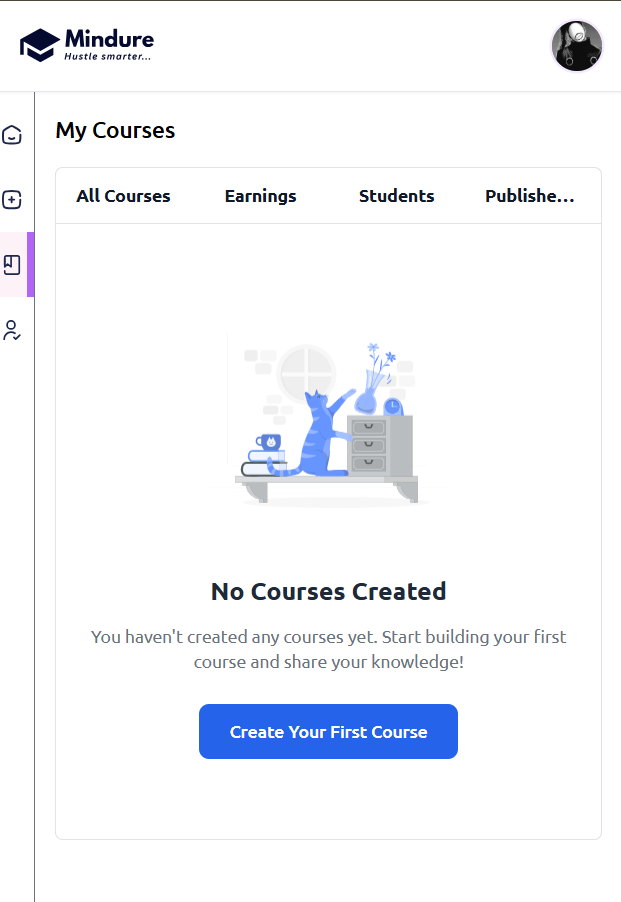 Mindure
Hustle smarter...
My Courses
All Courses Earnings Students Publishe...
No Courses Created
You haven't created any courses yet. Start building your first
course and share your knowledge!
Create Your First Course